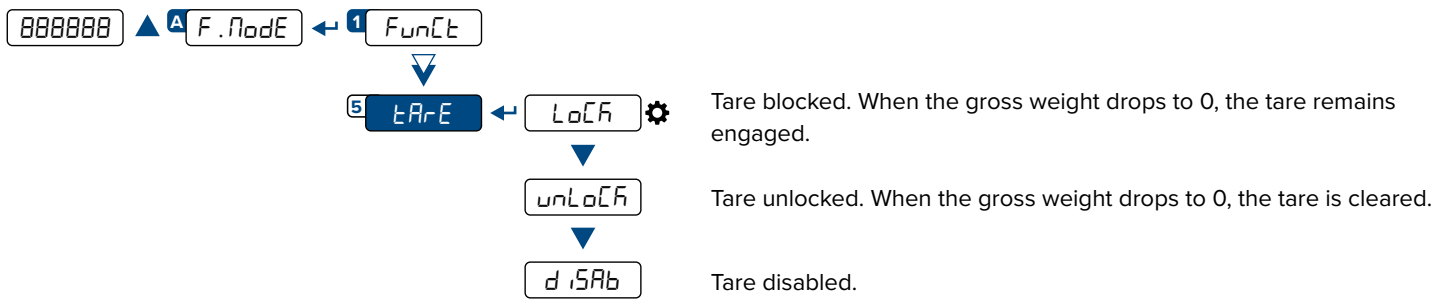 888888 A F.ModE 1 FunCt
5 tArE LoCK Tare blocked. When the gross weight drops to 0, the tare remains
engaged.
unLoCK Tare unlocked. When the gross weight drops to 0, the tare is cleared.
diSAb Tare disabled.